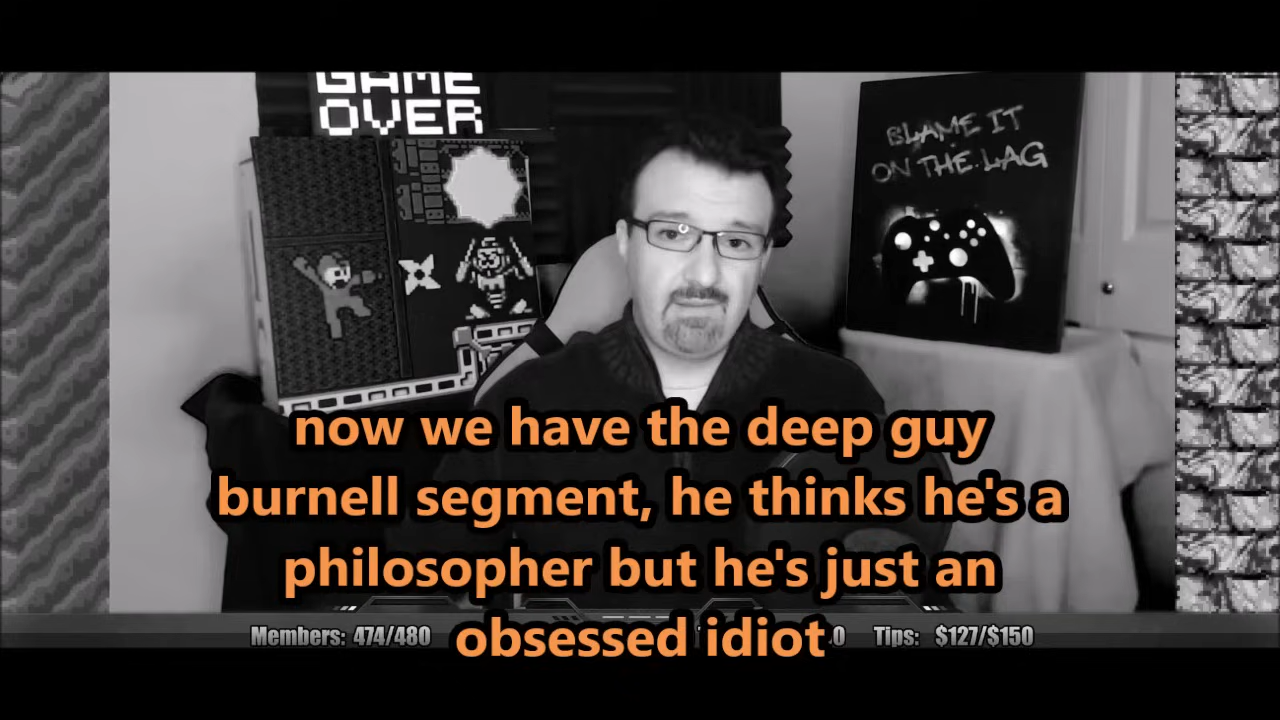 GAME
OVER
BLAME IT
ON THE LAG
now we have the deep guy
burnell segment, he thinks he's a
philosopher but he's just an
obsessed idiot
Members: 474/480
Tips: $127/$150